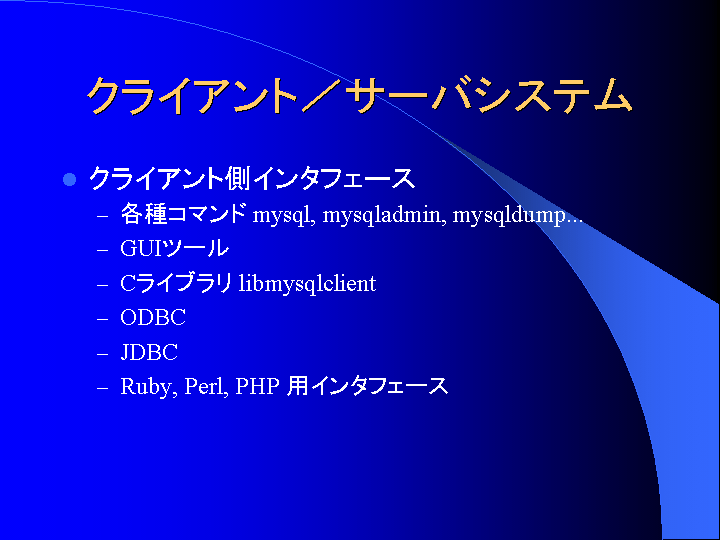 クライアント／サーバシステム
クライアント側インタフェース
– 各種コマンド mysql, mysqladmin, mysqldump...
– GUIツール
– Cライブラリ libmysqlclient
– ODBC
– JDBC
– Ruby, Perl, PHP 用インタフェース